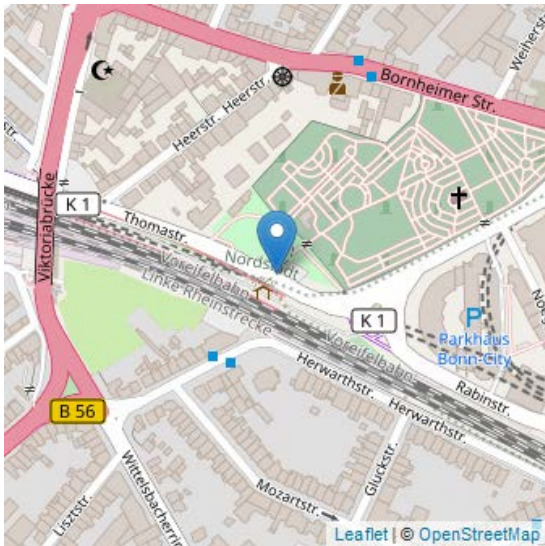 Bornheimer Str.
Weiherst
Heerstr.
Heerstr.
Viktoriabrücke
K 1
Thomastr.
Nordstadt
Voreifelbahn
Linke Rheinstrecke
K 1
Voreifelbahn
P
Parkhaus
Bonn-City
Rabinstr.
Herwarthstr.
Herwarthstr.
B 56
Wittelsbacherring
Mozartstr.
Gluckstr.
Lisztstr.
Leaflet | © OpenStreetMap